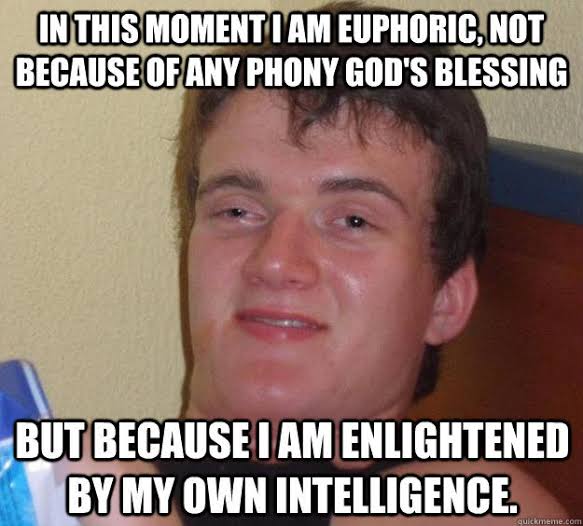 IN THIS MOMENT I AM EUPHORIC, NOT
BECAUSE OF ANY PHONY GOD'S BLESSING
BUT BECAUSE I AM ENLIGHTENED
BY MY OWN INTELLIGENCE.
quickmeme.com